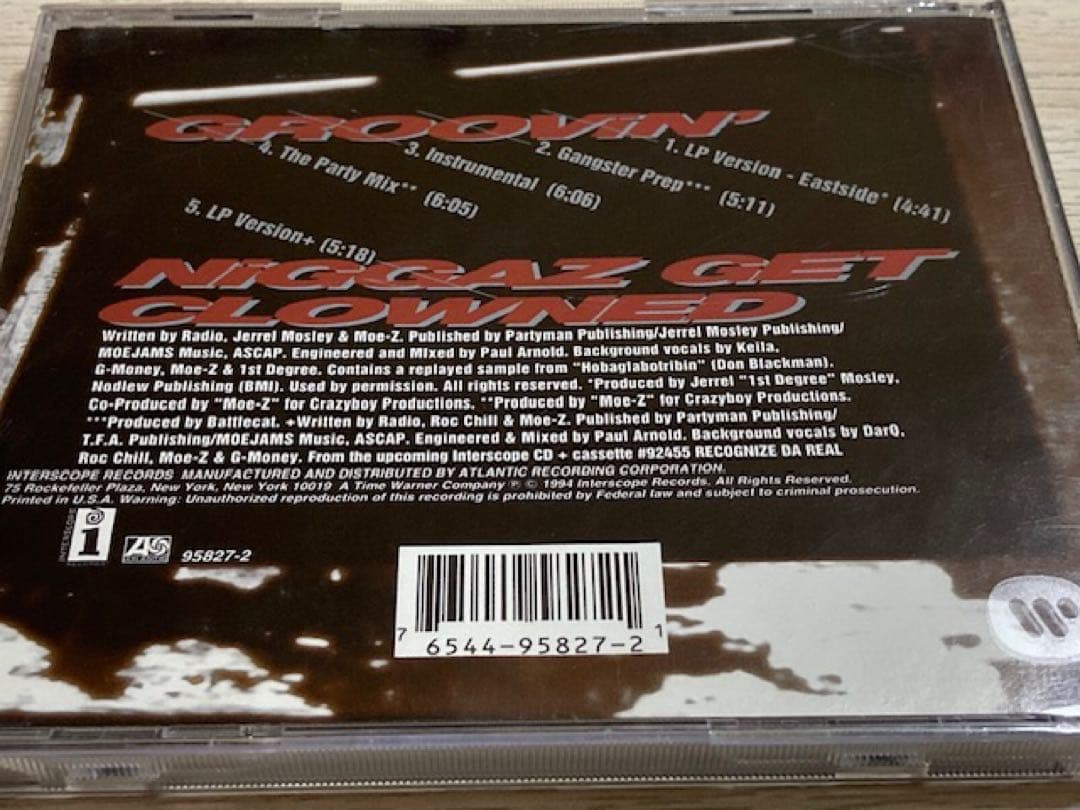 GROOViN'
1. LP Version - Eastside* (4:41)
2. Gangster Prep*** (5:11)
3. Instrumental (6:06)
4. The Party Mix** (6:05)
NiGGAZ GET
CLOWNED
5. LP Version+ (5:18)
Written by Radio, Jerrel Mosley & Moe-Z. Published by Partyman Publishing/Jerrel Mosley Publishing/
MOEJAMS Music, ASCAP. Engineered and Mixed by Paul Arnold. Background vocals by Keila,
G-Money, Moe-Z & 1st Degree. Contains a replayed sample from "Hobaglabotribin" (Don Blackman).
Nodlew Publishing (BMI). Used by permission. All rights reserved. *Produced by Jerrel "1st Degree" Mosley.
Co-Produced by "Moe-Z" for Crazyboy Productions. **Produced by "Moe-Z" for Crazyboy Productions.
***Produced by Battlecat. +Written by Radio, Roc Chill & Moe-Z. Published by Partyman Publishing/
T.F.A. Publishing/MOEJAMS Music, ASCAP. Engineered & Mixed by Paul Arnold. Background vocals by DarQ,
Roc Chill, Moe-Z & G-Money. From the upcoming Interscope CD + cassette #92455 RECOGNIZE DA REAL
INTERSCOPE RECORDS MANUFACTURED AND DISTRIBUTED BY ATLANTIC RECORDING CORPORATION.
75 Rockefeller Plaza, New York, New York 10019 A Time Warner Company ℗ © 1994 Interscope Records. All Rights Reserved.
Printed in U.S.A. Warning: Unauthorized reproduction of this recording is prohibited by Federal law and subject to criminal prosecution.
INTERSCOPE
i
RECORDS
95827-2
7 6544-95827-2 1